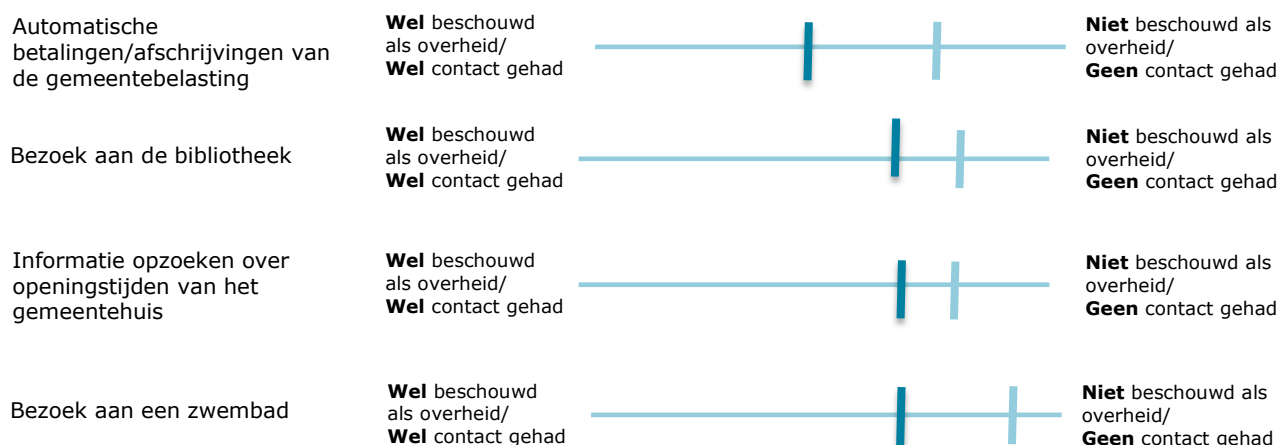 Automatische
betalingen/afschrijvingen van
de gemeentebelasting
Wel beschouwd
als overheid/
Wel contact gehad
Niet beschouwd als
overheid/
Geen contact gehad
Bezoek aan de bibliotheek
Wel beschouwd
als overheid/
Wel contact gehad
Niet beschouwd als
overheid/
Geen contact gehad
Informatie opzoeken over
openingstijden van het
gemeentehuis
Wel beschouwd
als overheid/
Wel contact gehad
Niet beschouwd als
overheid/
Geen contact gehad
Bezoek aan een zwembad
Wel beschouwd
als overheid/
Wel contact gehad
Niet beschouwd als
overheid/
Geen contact gehad